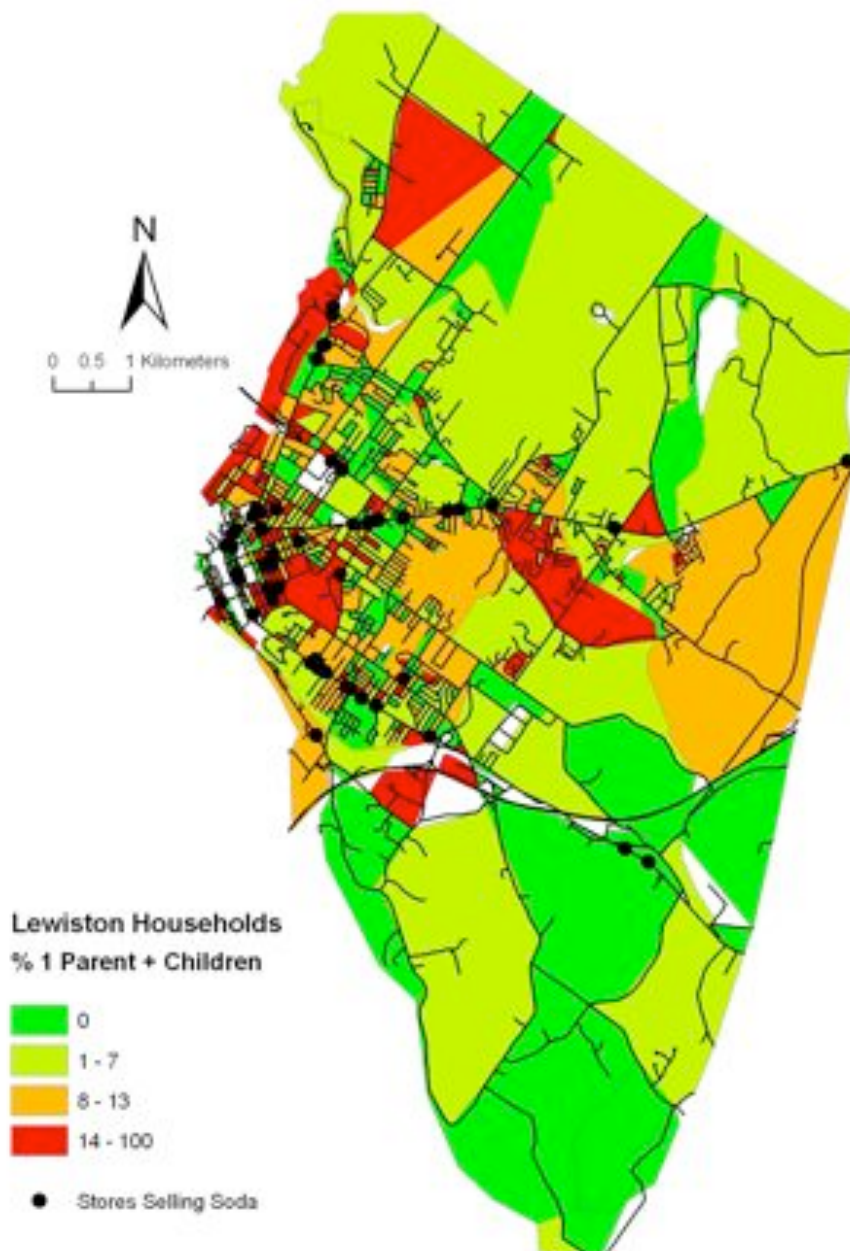 N
0 0.5 1 Kilometers
Lewiston Households
% 1 Parent + Children
0
1 - 7
8 - 13
14 - 100
Stores Selling Soda